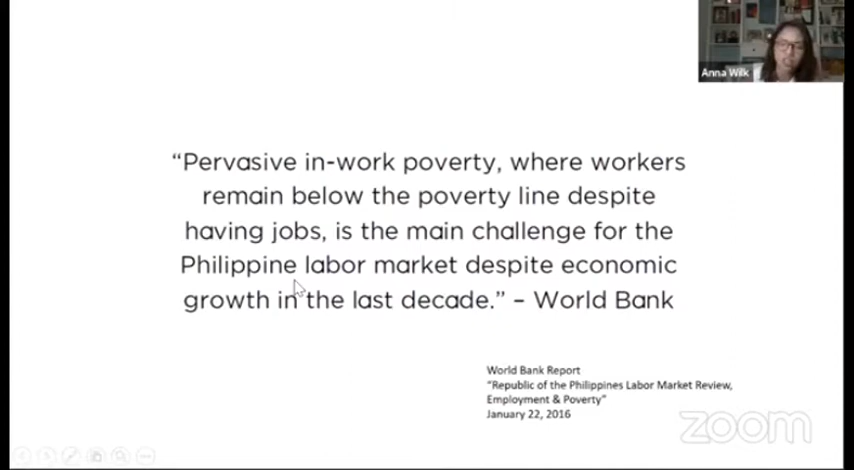 Anna Wilk
“Pervasive in-work poverty, where workers
remain below the poverty line despite
having jobs, is the main challenge for the
Philippine labor market despite economic
growth in the last decade.” – World Bank
World Bank Report
“Republic of the Philippines Labor Market Review,
Employment & Poverty”
January 22, 2016
zoom